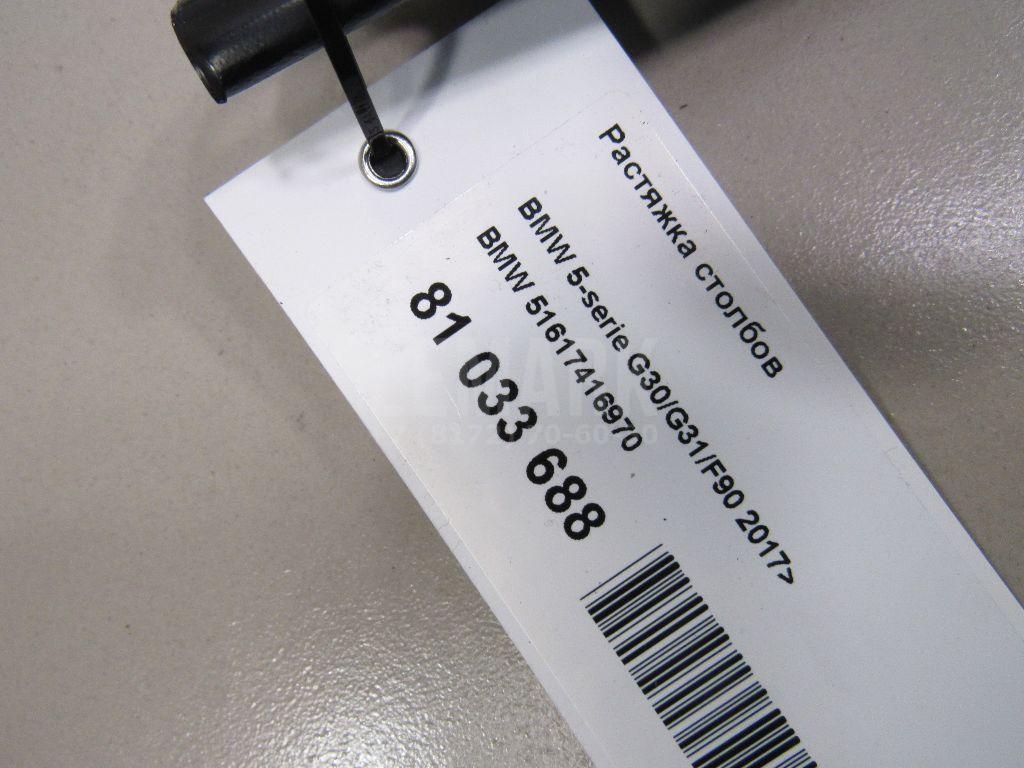 Растяжка столбов
BMW 5-serie G30/G31/F90 2017>
BMW 51617416970
81 033 688